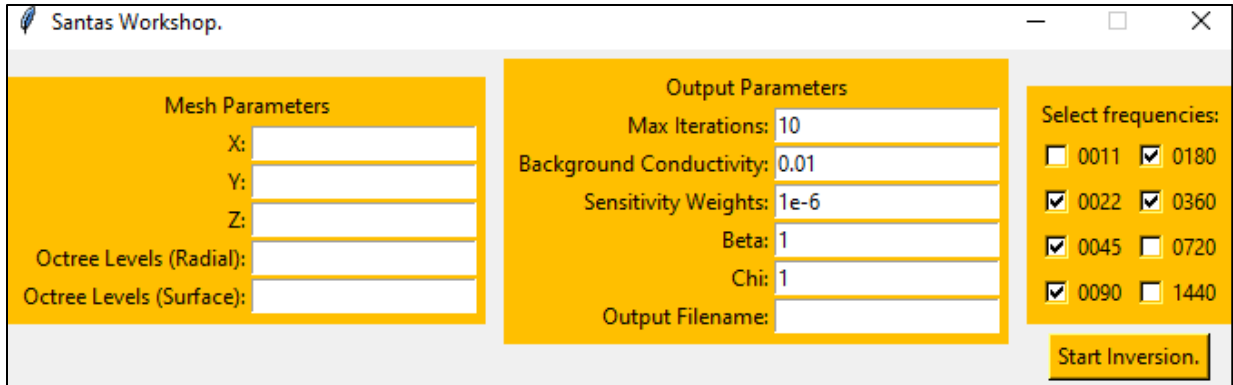 Santas Workshop.
Mesh Parameters
X:
Y:
Z:
Octree Levels (Radial):
Octree Levels (Surface):
Output Parameters
Max Iterations: 10
Background Conductivity: 0.01
Sensitivity Weights: 1e-6
Beta: 1
Chi: 1
Output Filename:
Select frequencies:
0011 0180
0022 0360
0045 0720
0090 1440
Start Inversion.